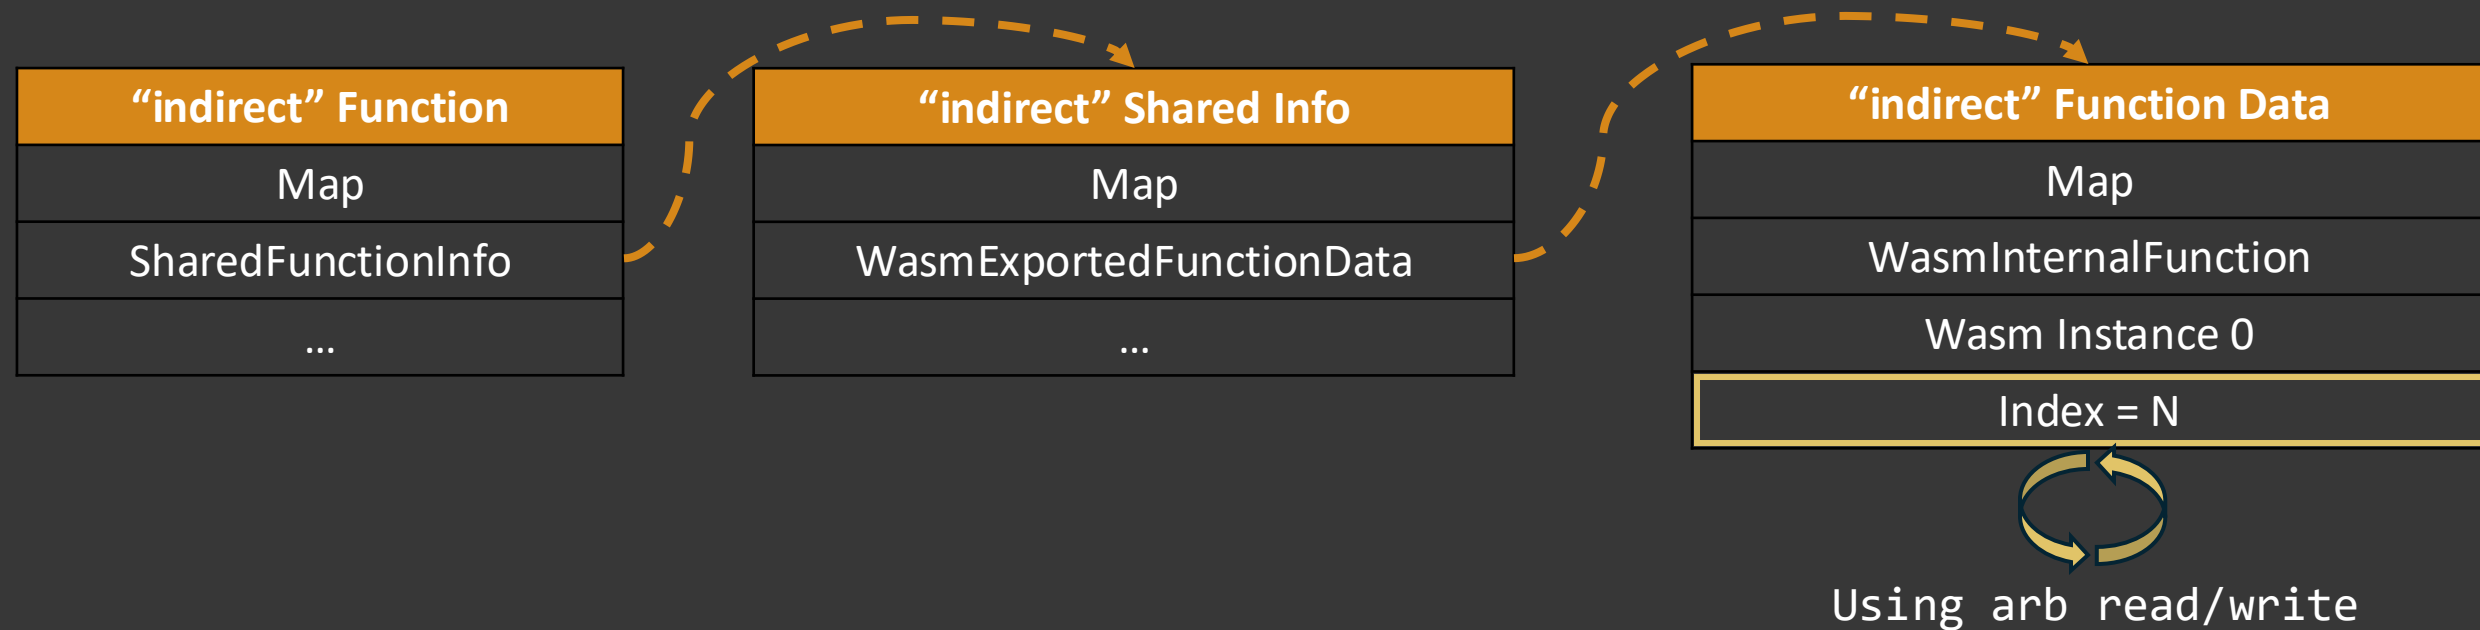 “indirect” Function
Map
SharedFunctionInfo
...
“indirect” Shared Info
Map
WasmExportedFunctionData
...
“indirect” Function Data
Map
WasmInternalFunction
Wasm Instance 0
Index = N
Using arb read/write